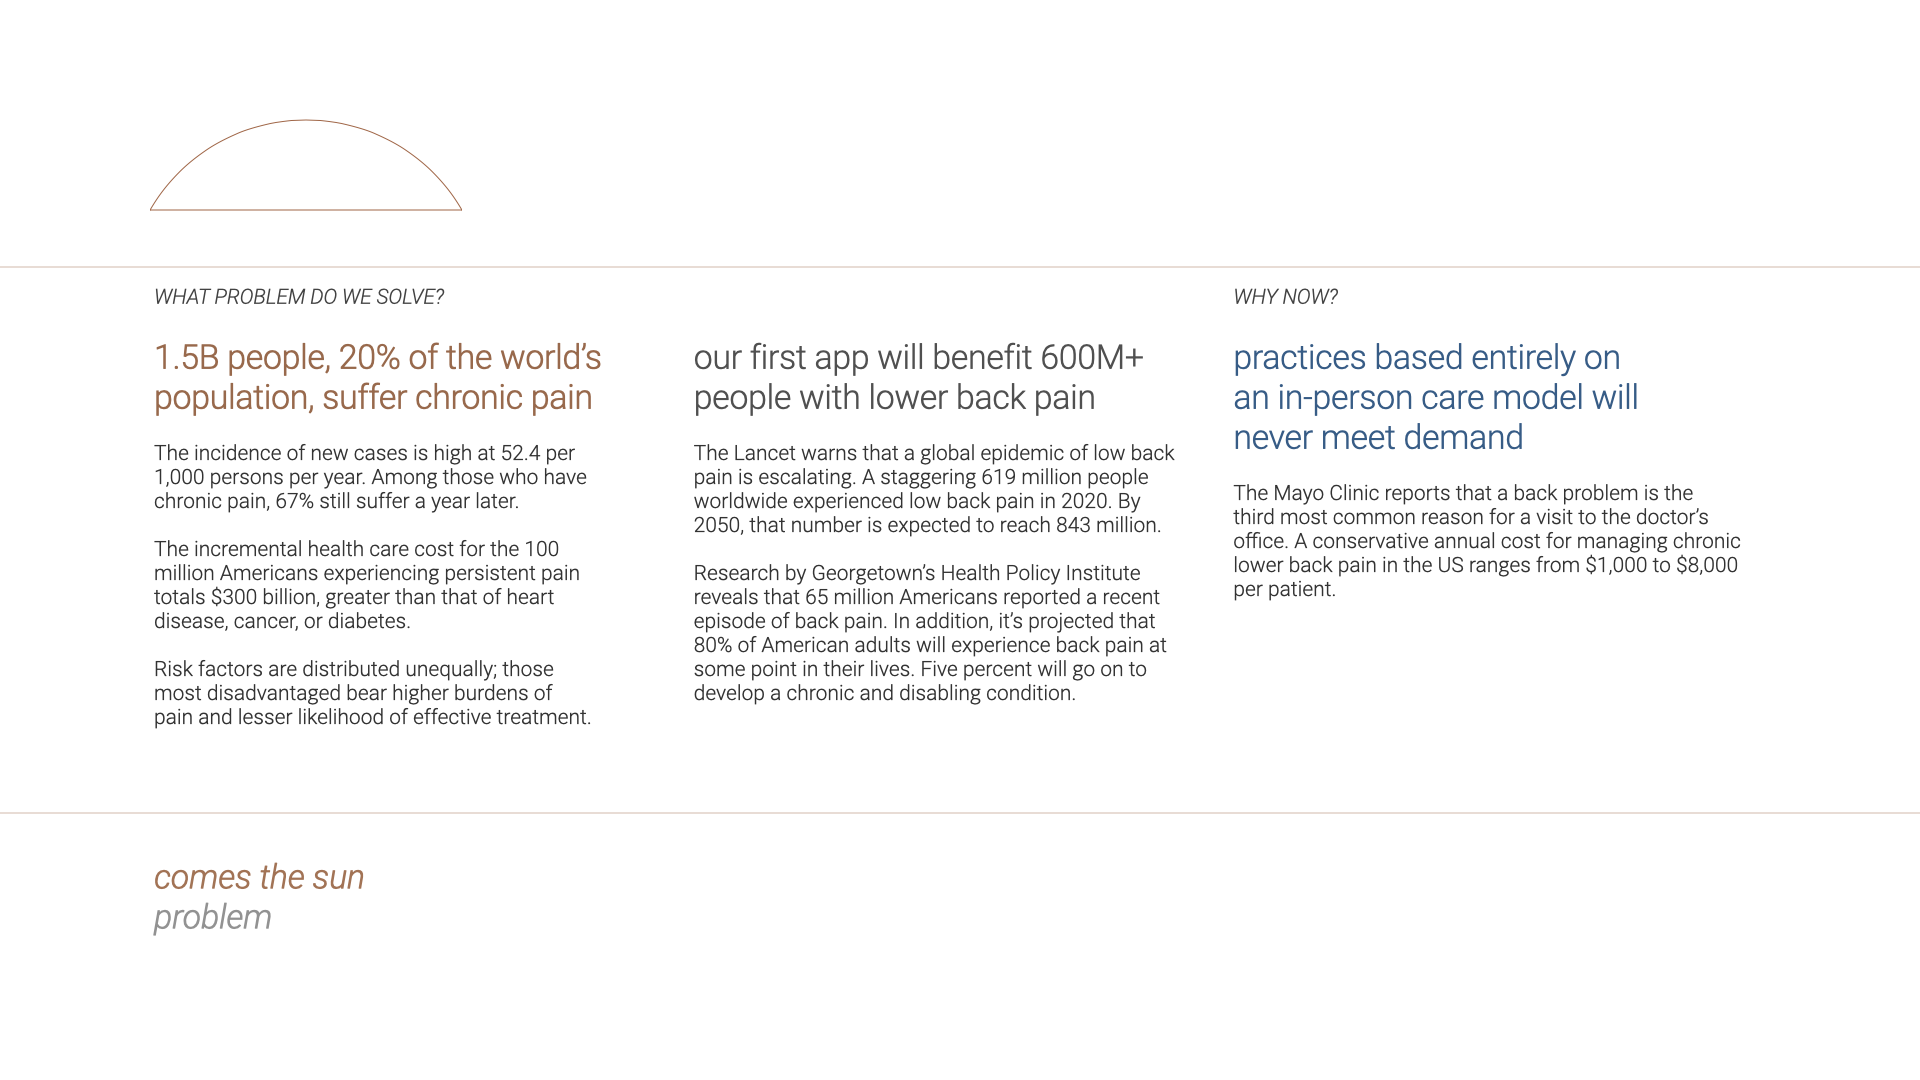 WHAT PROBLEM DO WE SOLVE?
1.5B people, 20% of the world’s
population, suffer chronic pain
The incidence of new cases is high at 52.4 per
1,000 persons per year. Among those who have
chronic pain, 67% still suffer a year later.
The incremental health care cost for the 100
million Americans experiencing persistent pain
totals $300 billion, greater than that of heart
disease, cancer, or diabetes.
Risk factors are distributed unequally; those
most disadvantaged bear higher burdens of
pain and lesser likelihood of effective treatment.
our first app will benefit 600M+
people with lower back pain
The Lancet warns that a global epidemic of low back
pain is escalating. A staggering 619 million people
worldwide experienced low back pain in 2020. By
2050, that number is expected to reach 843 million.
Research by Georgetown’s Health Policy Institute
reveals that 65 million Americans reported a recent
episode of back pain. In addition, it’s projected that
80% of American adults will experience back pain at
some point in their lives. Five percent will go on to
develop a chronic and disabling condition.
WHY NOW?
practices based entirely on
an in-person care model will
never meet demand
The Mayo Clinic reports that a back problem is the
third most common reason for a visit to the doctor’s
office. A conservative annual cost for managing chronic
lower back pain in the US ranges from $1,000 to $8,000
per patient.
comes the sun
problem